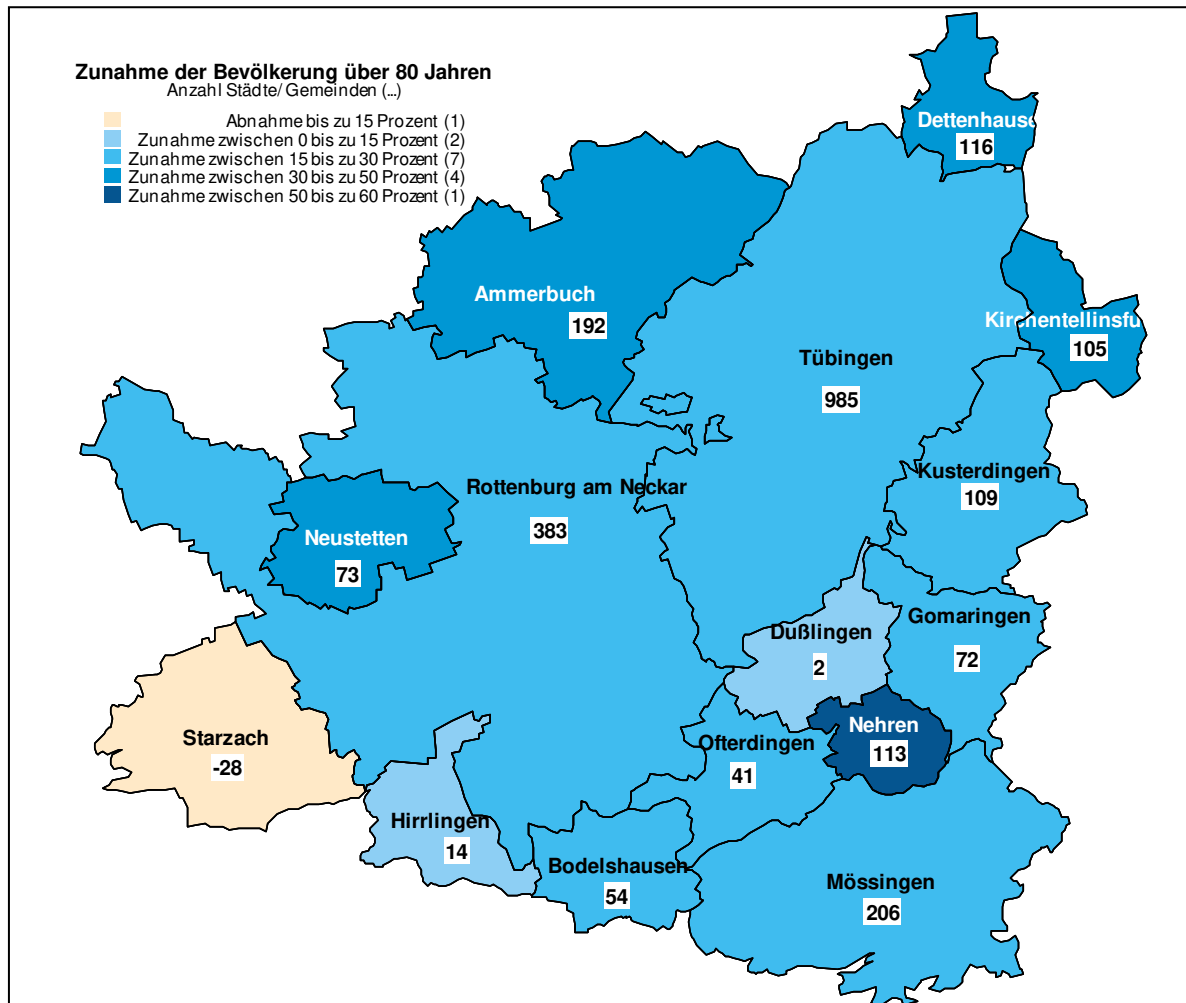 Zunahme der Bevölkerung über 80 Jahren
Anzahl Städte/ Gemeinden (...)
Abnahme bis zu 15 Prozent (1)
Zunahme zwischen 0 bis zu 15 Prozent (2)
Zunahme zwischen 15 bis zu 30 Prozent (7)
Zunahme zwischen 30 bis zu 50 Prozent (4)
Zunahme zwischen 50 bis zu 60 Prozent (1)
Dettenhause
116
Ammerbuch
192
Kirchentellinsfu
105
Tübingen
985
Kusterdingen
109
Rottenburg am Neckar
383
Neustetten
73
Gomaringen
72
Dußlingen
2
Nehren
113
Starzach
-28
Ofterdingen
41
Hirrlingen
14
Bodelshausen
54
Mössingen
206